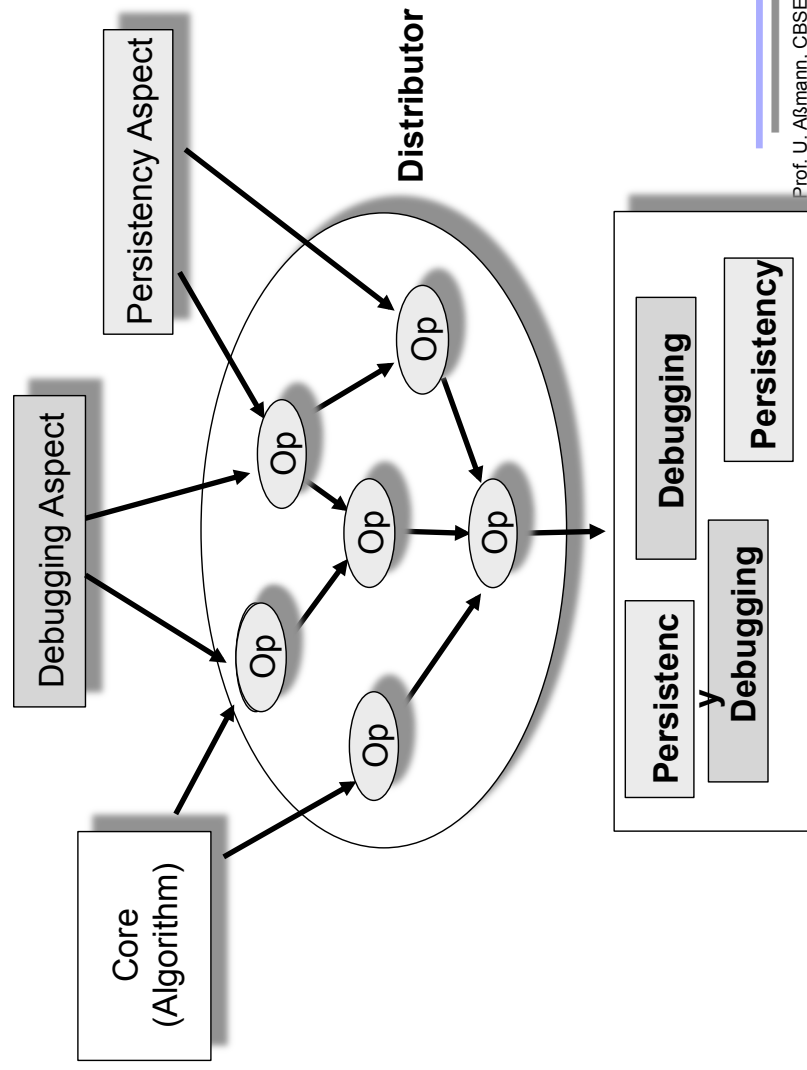 Debugging Aspect
Persistency Aspect
Core
(Algorithm)
Op
Op
Op
Op
Op
Op
Distributor
Persistenc
y
Debugging
Debugging
Persistency
Prof. U. Aßmann, CBSE